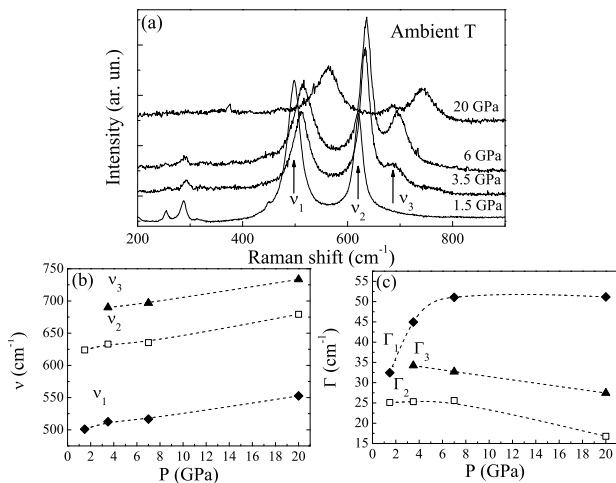 (a)
Ambient T
Intensity (ar. un.)
20 GPa
6 GPa
3.5 GPa
1.5 GPa
ν1
ν2
ν3
200 400 600 800
Raman shift (cm-1)
(b)
750
700
650
600
550
500
ν (cm-1)
ν3
ν2
ν1
0 2 4 6 8 10 12 14 16 18 20
P (GPa)
(c)
55
50
45
40
35
30
25
20
15
Γ (cm-1)
Γ1
Γ3
Γ2
0 2 4 6 8 10 12 14 16 18 20
P (GPa)